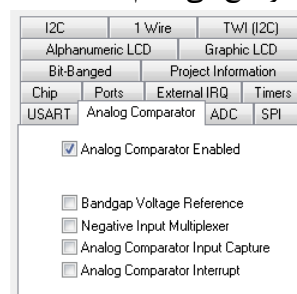 I2C 1 Wire TWI (I2C)
Alphanumeric LCD Graphic LCD
Bit-Banged Project Information
Chip Ports External IRQ Timers
USART Analog Comparator ADC SPI
Analog Comparator Enabled
Bandgap Voltage Reference
Negative Input Multiplexer
Analog Comparator Input Capture
Analog Comparator Interrupt